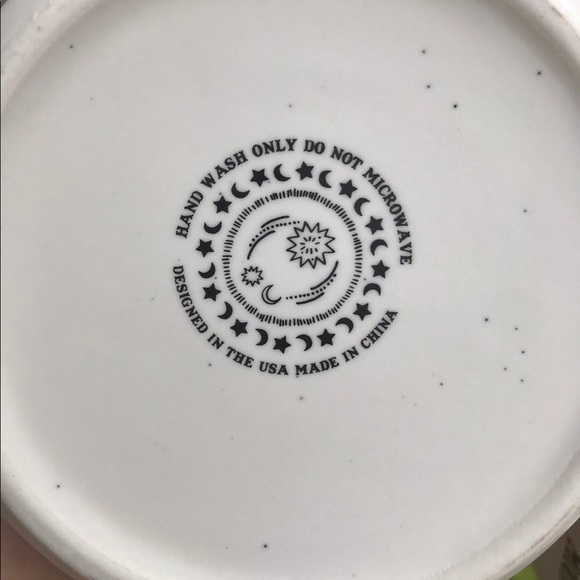 HAND WASH ONLY DO NOT MICROWAVE
DESIGNED IN THE USA MADE IN CHINA